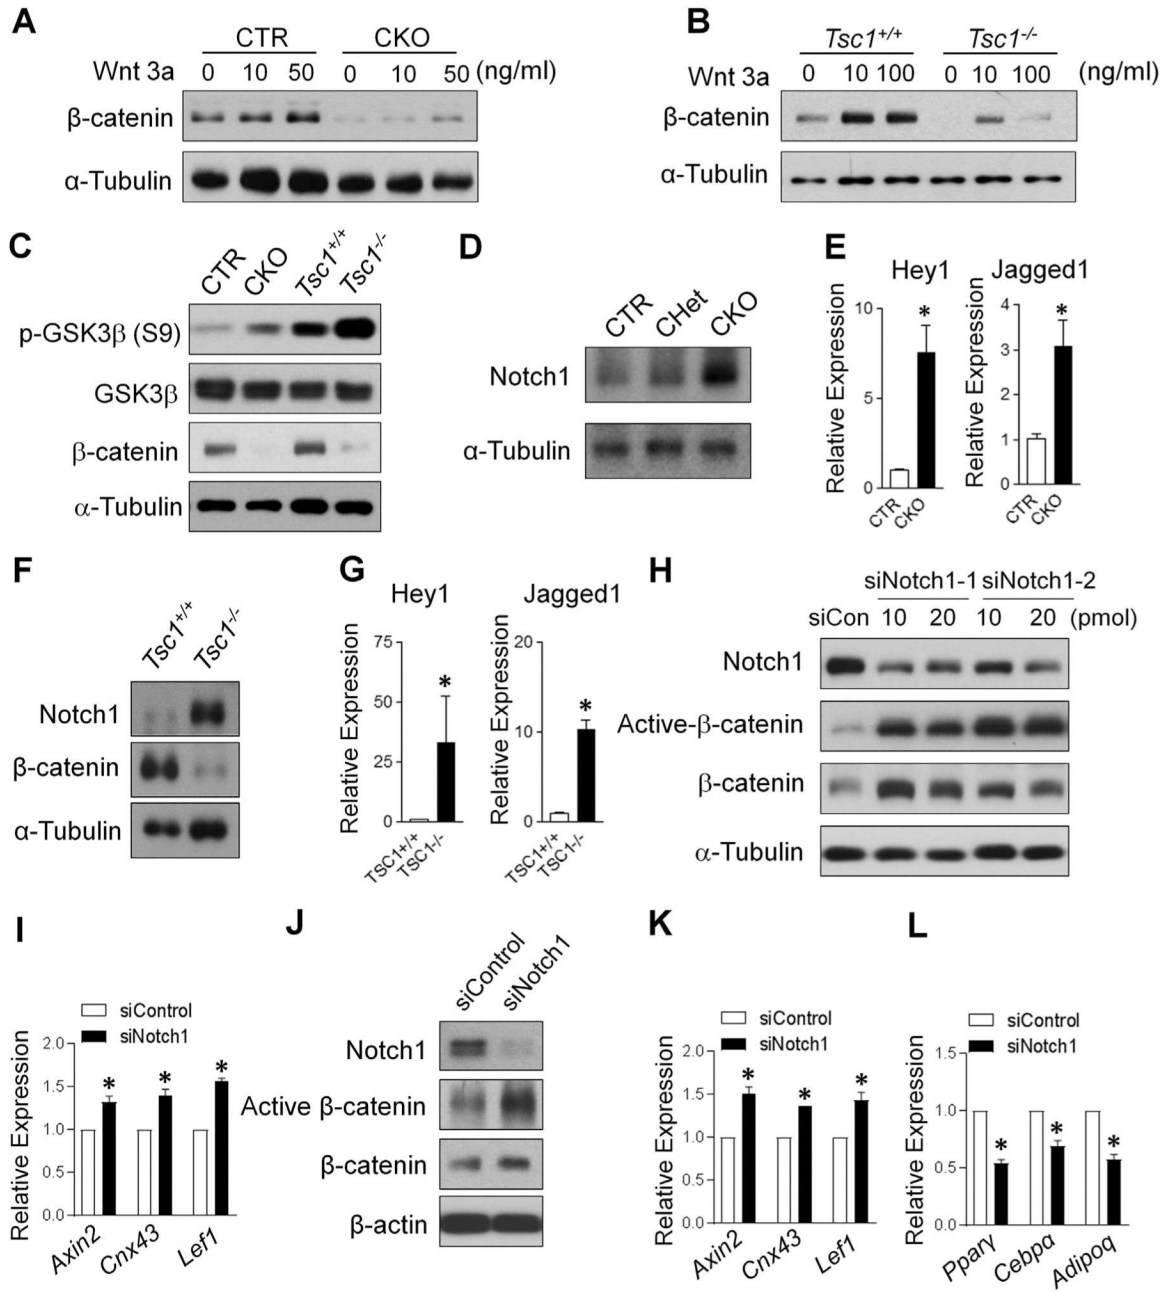 A
CTR CKO
Wnt 3a 0 10 50 0 10 50 (ng/ml)
β-catenin
α-Tubulin
B
Tsc1+/+ Tsc1-/-
Wnt 3a 0 10 100 0 10 100 (ng/ml)
β-catenin
α-Tubulin
C
CTR CKO Tsc1+/+ Tsc1-/-
p-GSK3β (S9)
GSK3β
β-catenin
α-Tubulin
D
CTR CHet CKO
Notch1
α-Tubulin
E
Hey1
Relative Expression
10
5
0
*
CTR CKO
Jagged1
Relative Expression
4
3
2
1
0
*
CTR CKO
F
Tsc1+/+ Tsc1-/-
Notch1
β-catenin
α-Tubulin
G
Hey1
Relative Expression
75
50
25
0
*
TSC1+/+ TSC1-/-
Jagged1
Relative Expression
20
10
0
*
TSC1+/+ TSC1-/-
H
siNotch1-1 siNotch1-2
siCon 10 20 10 20 (pmol)
Notch1
Active-β-catenin
β-catenin
α-Tubulin
I
siControl
siNotch1
Relative Expression
2.0
1.5
1.0
0.5
0.0
* * *
Axin2 Cnx43 Lef1
J
siControl siNotch1
Notch1
Active β-catenin
β-catenin
β-actin
K
siControl
siNotch1
Relative Expression
2.0
1.5
1.0
0.5
0.0
* * *
Axin2 Cnx43 Lef1
L
siControl
siNotch1
Relative Expression
1.5
1.0
0.5
0.0
* * *
Pparγ Cebpα Adipoq